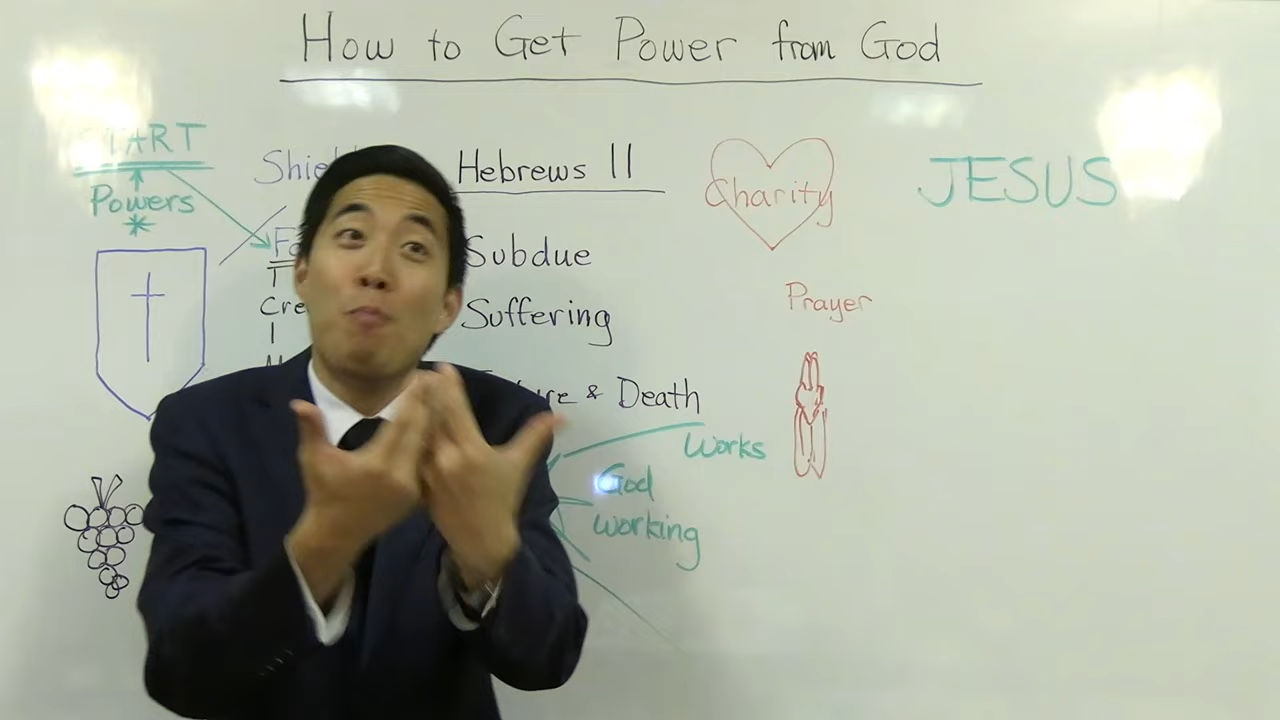 How to Get Power from God
START
Powers
Hebrews 11
Subdue
Suffering
& Death
Works
God
working
Charity
Prayer
JESUS